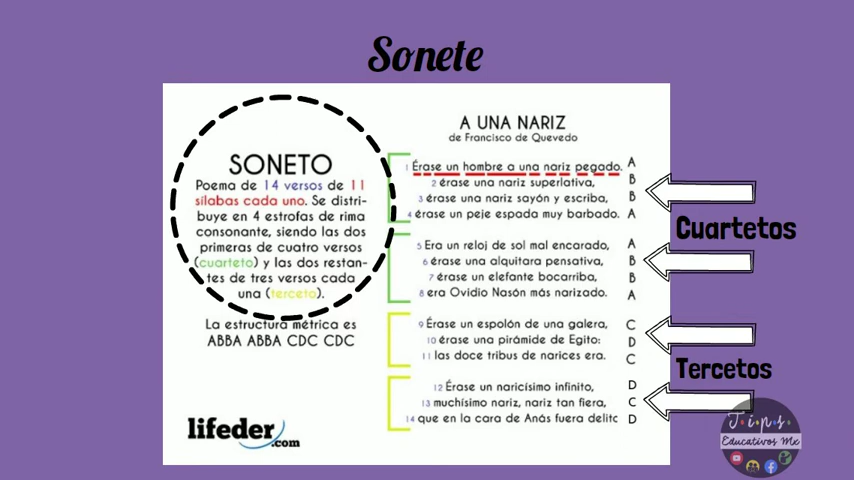 Sonete
SONETO
Poema de 14 versos de 11
sílabas cada uno. Se distri-
buye en 4 estrofas de rima
consonante, siendo las dos
primeras de cuatro versos
(cuarteto) y las dos restan-
tes de tres versos cada
una (terceto).
La estructura métrica es
ABBA ABBA CDC CDC
lifeder.com
A UNA NARIZ
de Francisco de Quevedo
1 Érase un hombre a una nariz pegado. A
2 érase una nariz superlativa, B
3 érase una nariz sayón y escriba, B
4 érase un peje espada muy barbado. A
5 Era un reloj de sol mal encarado, A
6 érase una alquitara pensativa, B
7 érase un elefante bocarriba, B
8 era Ovidio Nasón más narizado. A
9 Érase un espolón de una galera, C
10 érase una pirámide de Egito: D
11 las doce tribus de narices era. C
12 Érase un naricísimo infinito, D
13 muchísimo nariz, nariz tan fiera, C
14 que en la cara de Anás fuera delito D
Cuartetos
Tercetos
T.i.p.s.
Educativos Mx